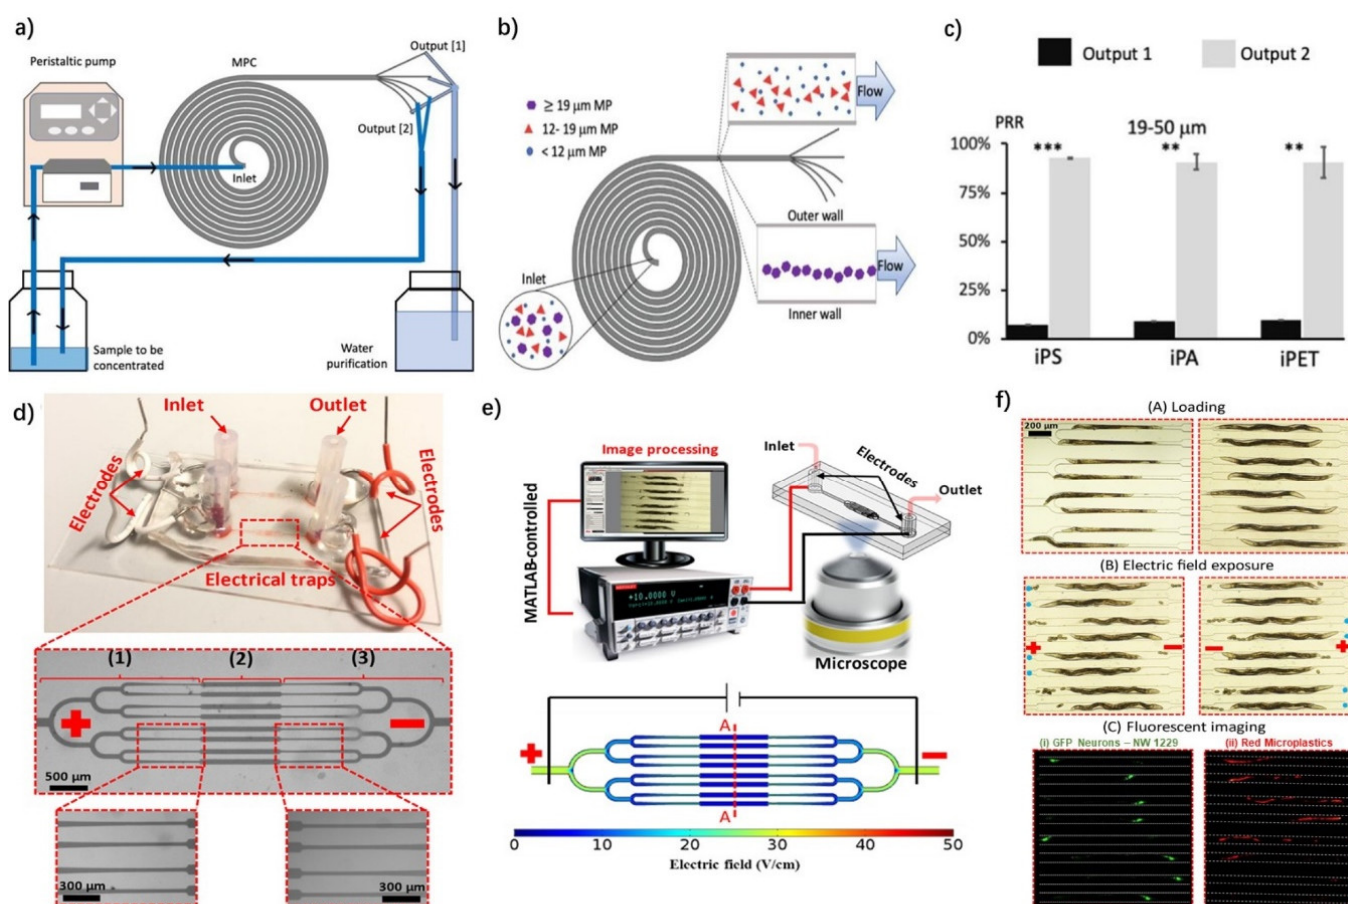 a)
Peristaltic pump
MPC
Output [1]
Output [2]
Inlet
Sample to be
concentrated
Water
purification
b)
≥ 19 μm MP
12- 19 μm MP
< 12 μm MP
Flow
Outer wall
Flow
Inner wall
Inlet
c)
Output 1
Output 2
PRR
19-50 μm
100%
75%
50%
25%
0%
***
**
**
iPS
iPA
iPET
d)
Inlet
Outlet
Electrodes
Electrodes
Electrical traps
(1)
(2)
(3)
+
−
500 μm
300 μm
300 μm
e)
Image processing
MATLAB-controlled
Inlet
Electrodes
Outlet
+10.0000 V
Microscope
+
−
A
A
0
10
20
30
40
50
Electric field (V/cm)
f)
(A) Loading
200 μm
(B) Electric field exposure
+
−
−
+
(C) Fluorescent imaging
(i) GFP Neurons – NW 1229
(ii) Red Microplastics